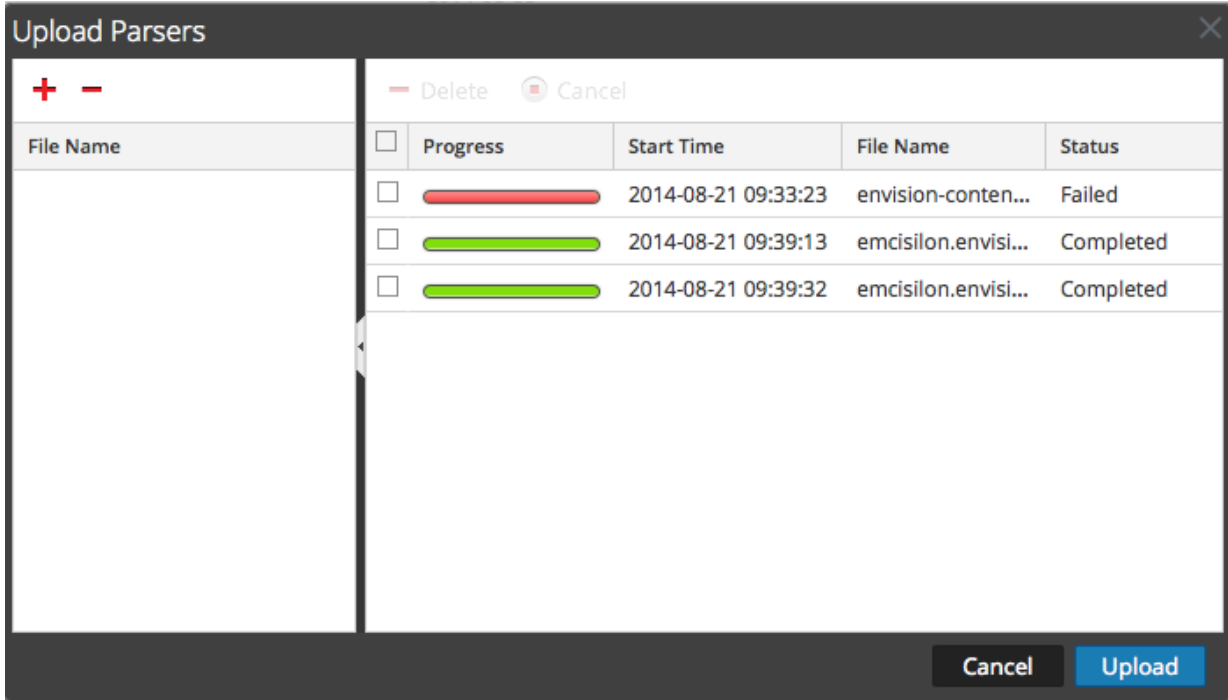 Upload Parsers
Delete Cancel
File Name
Progress Start Time File Name Status
2014-08-21 09:33:23 envision-conten... Failed
2014-08-21 09:39:13 emcisilon.envisi... Completed
2014-08-21 09:39:32 emcisilon.envisi... Completed
Cancel Upload